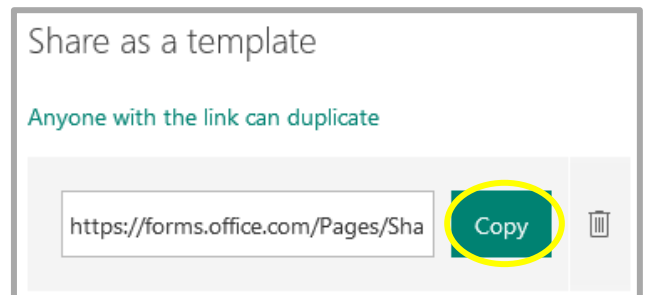 Share as a template
Anyone with the link can duplicate
https://forms.office.com/Pages/Sha Copy